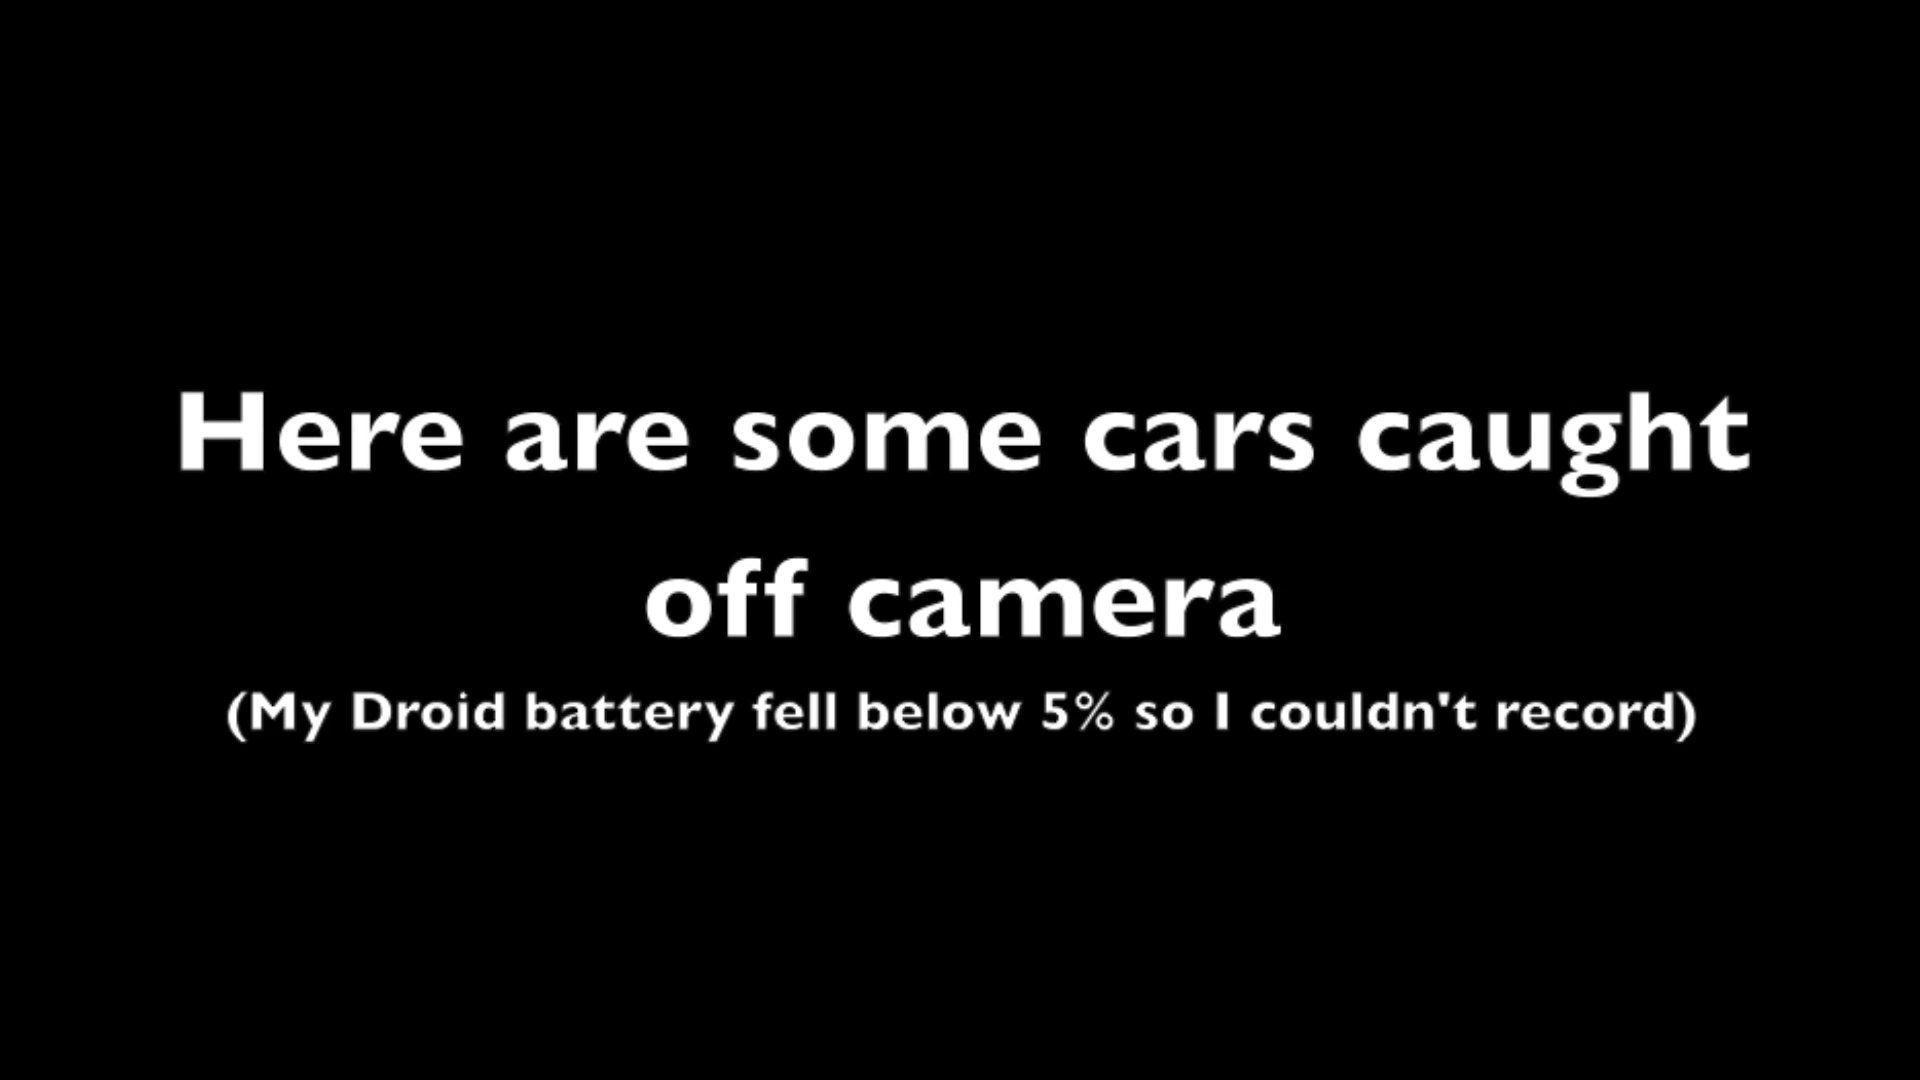 Here are some cars caught
off camera
(My Droid battery fell below 5% so I couldn't record)